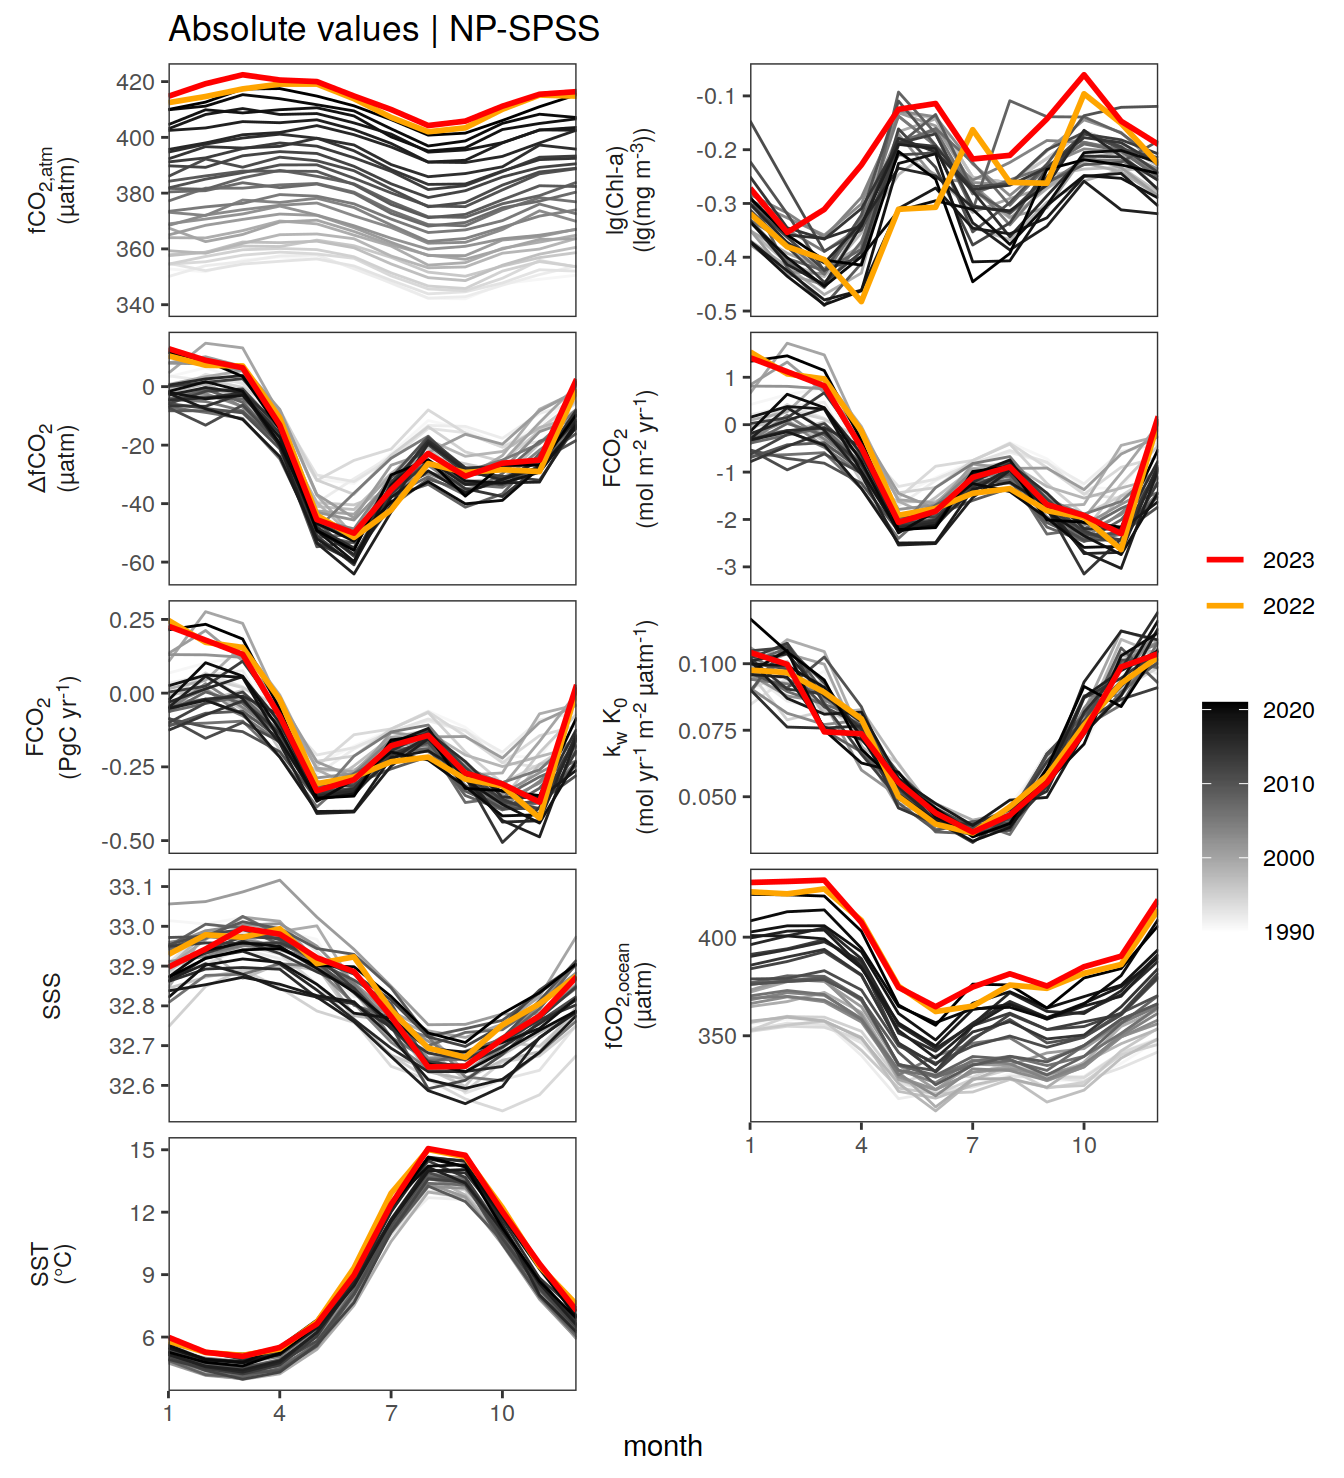 Absolute values | NP-SPSS
fCO2,atm
(µatm)
420
400
380
360
340
lg(Chl-a)
(lg(mg m-3))
-0.1
-0.2
-0.3
-0.4
-0.5
ΔfCO2
(µatm)
0
-20
-40
-60
FCO2
(mol m-2 yr-1)
1
0
-1
-2
-3
2023
2022
FCO2
(PgC yr-1)
0.25
0.00
-0.25
-0.50
kw K0
(mol yr-1 m-2 µatm-1)
0.100
0.075
0.050
2020
2010
2000
1990
SSS
33.1
33.0
32.9
32.8
32.7
32.6
fCO2,ocean
(µatm)
400
350
1 4 7 10
SST
(°C)
15
12
9
6
1 4 7 10
month